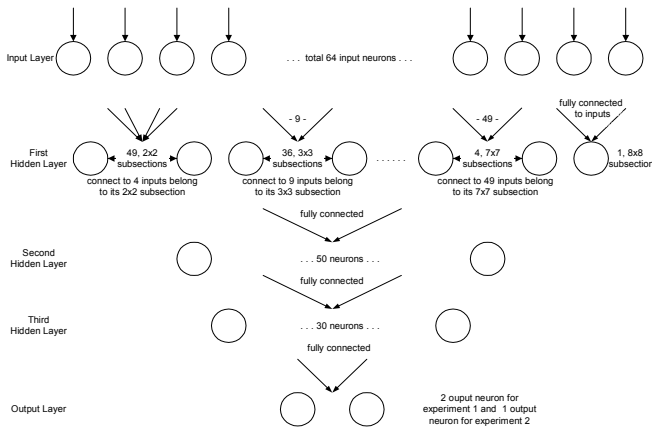 Input Layer
. . . total 64 input neurons . . .
fully connected
to inputs
- 9 -
- 49 -
First
Hidden Layer
49, 2x2
subsections
36, 3x3
subsections
. . . . . .
4, 7x7
subsections
1, 8x8
subsection
connect to 4 inputs belong
to its 2x2 subsection
connect to 9 inputs belong
to its 3x3 subsection
connect to 49 inputs belong
to its 7x7 subsection
fully connected
Second
Hidden Layer
. . . 50 neurons . . .
fully connected
Third
Hidden Layer
. . . 30 neurons . . .
fully connected
Output Layer
2 ouput neuron for
experiment 1 and 1 output
neuron for experiment 2